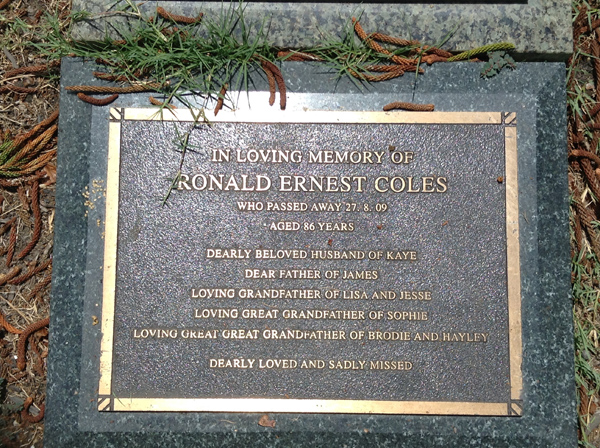 IN LOVING MEMORY OF
RONALD ERNEST COLES
WHO PASSED AWAY 27. 8. 09
AGED 86 YEARS
DEARLY BELOVED HUSBAND OF KAYE
DEAR FATHER OF JAMES
LOVING GRANDFATHER OF LISA AND JESSE
LOVING GREAT GRANDFATHER OF SOPHIE
LOVING GREAT GREAT GRANDFATHER OF BRODIE AND HAYLEY
DEARLY LOVED AND SADLY MISSED